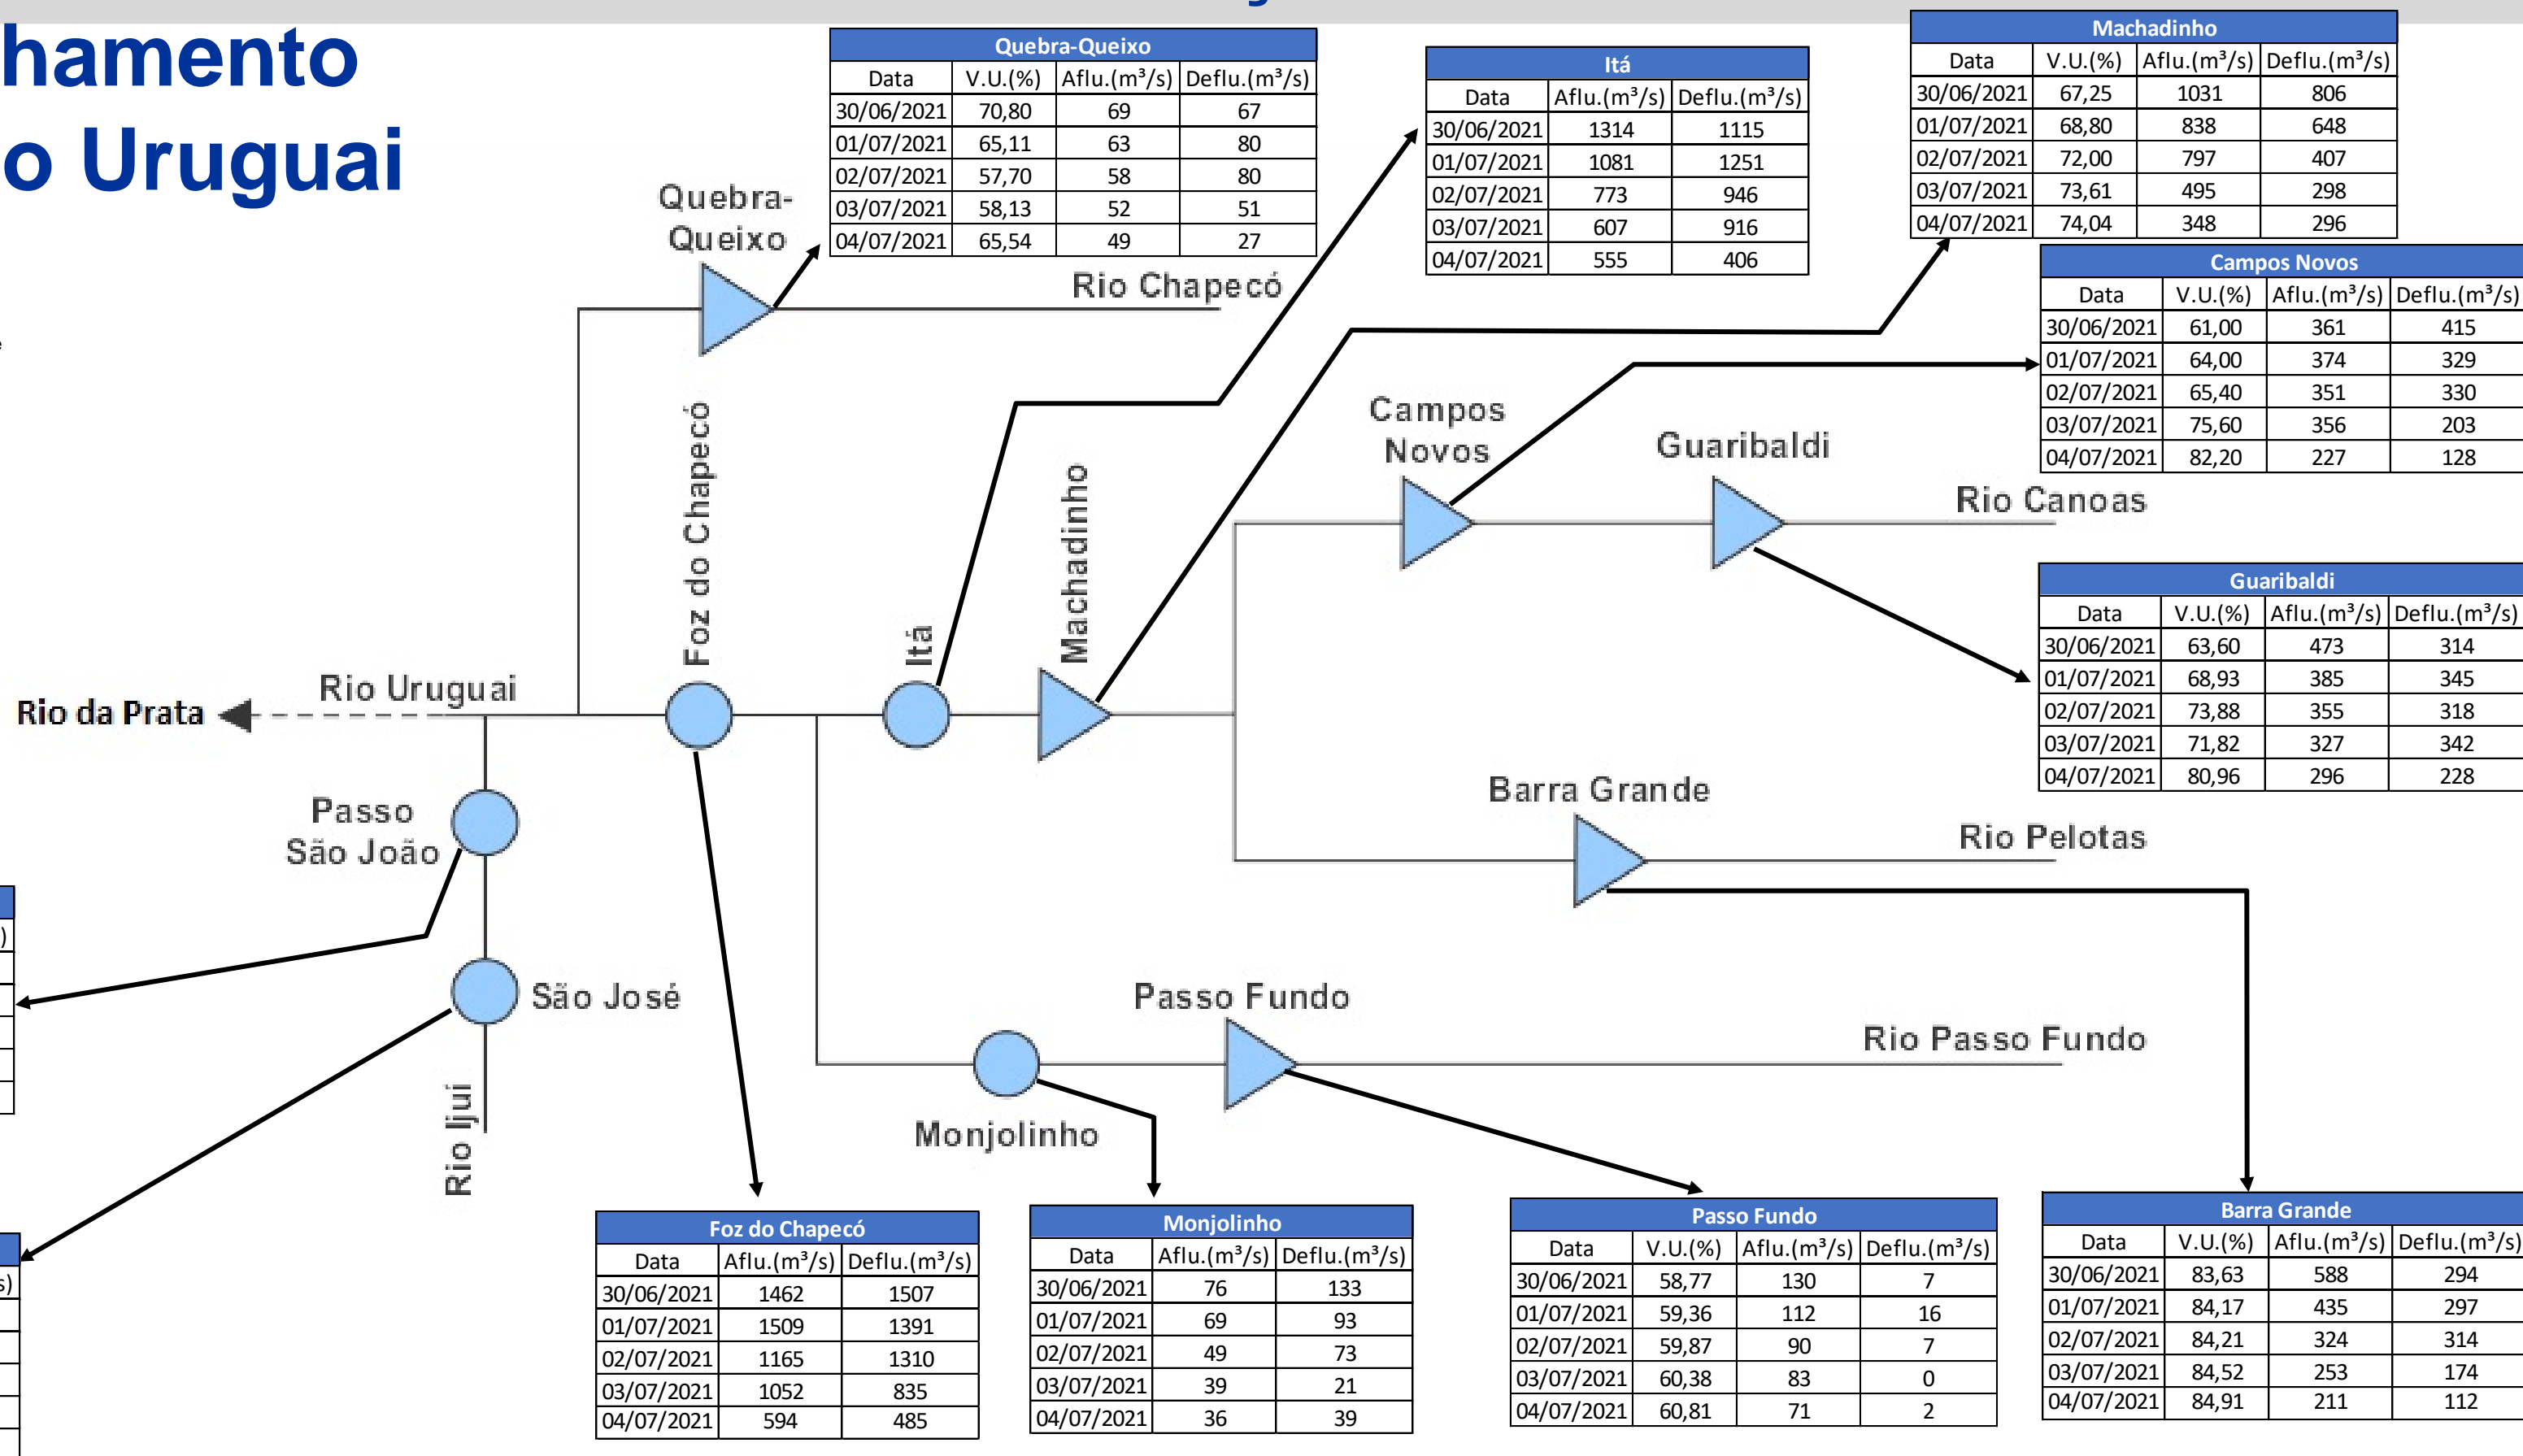 hamento
o Uruguai
Quebra-Queixo
Data V.U.(%) Aflu.(m³/s) Deflu.(m³/s)
30/06/2021 70,80 69 67
01/07/2021 65,11 63 80
02/07/2021 57,70 58 80
03/07/2021 58,13 52 51
04/07/2021 65,54 49 27
Itá
Data Aflu.(m³/s) Deflu.(m³/s)
30/06/2021 1314 1115
01/07/2021 1081 1251
02/07/2021 773 946
03/07/2021 607 916
04/07/2021 555 406
Machadinho
Data V.U.(%) Aflu.(m³/s) Deflu.(m³/s)
30/06/2021 67,25 1031 806
01/07/2021 68,80 838 648
02/07/2021 72,00 797 407
03/07/2021 73,61 495 298
04/07/2021 74,04 348 296
Campos Novos
Data V.U.(%) Aflu.(m³/s) Deflu.(m³/s)
30/06/2021 61,00 361 415
01/07/2021 64,00 374 329
02/07/2021 65,40 351 330
03/07/2021 75,60 356 203
04/07/2021 82,20 227 128
Quebra-
Queixo
Rio Chapecó
Foz do Chapecó
Itá
Machadinho
Campos
Novos
Guaribaldi
Rio Canoas
Guaribaldi
Data V.U.(%) Aflu.(m³/s) Deflu.(m³/s)
30/06/2021 63,60 473 314
01/07/2021 68,93 385 345
02/07/2021 73,88 355 318
03/07/2021 71,82 327 342
04/07/2021 80,96 296 228
Rio Uruguai
Rio da Prata
Passo
São João
Barra Grande
Rio Pelotas
São José
Passo Fundo
Rio Passo Fundo
Monjolinho
Rio Ijui
)
s)
Foz do Chapecó
Data Aflu.(m³/s) Deflu.(m³/s)
30/06/2021 1462 1507
01/07/2021 1509 1391
02/07/2021 1165 1310
03/07/2021 1052 835
04/07/2021 594 485
Monjolinho
Data Aflu.(m³/s) Deflu.(m³/s)
30/06/2021 76 133
01/07/2021 69 93
02/07/2021 49 73
03/07/2021 39 21
04/07/2021 36 39
Passo Fundo
Data V.U.(%) Aflu.(m³/s) Deflu.(m³/s)
30/06/2021 58,77 130 7
01/07/2021 59,36 112 16
02/07/2021 59,87 90 7
03/07/2021 60,38 83 0
04/07/2021 60,81 71 2
Barra Grande
Data V.U.(%) Aflu.(m³/s) Deflu.(m³/s)
30/06/2021 83,63 588 294
01/07/2021 84,17 435 297
02/07/2021 84,21 324 314
03/07/2021 84,52 253 174
04/07/2021 84,91 211 112